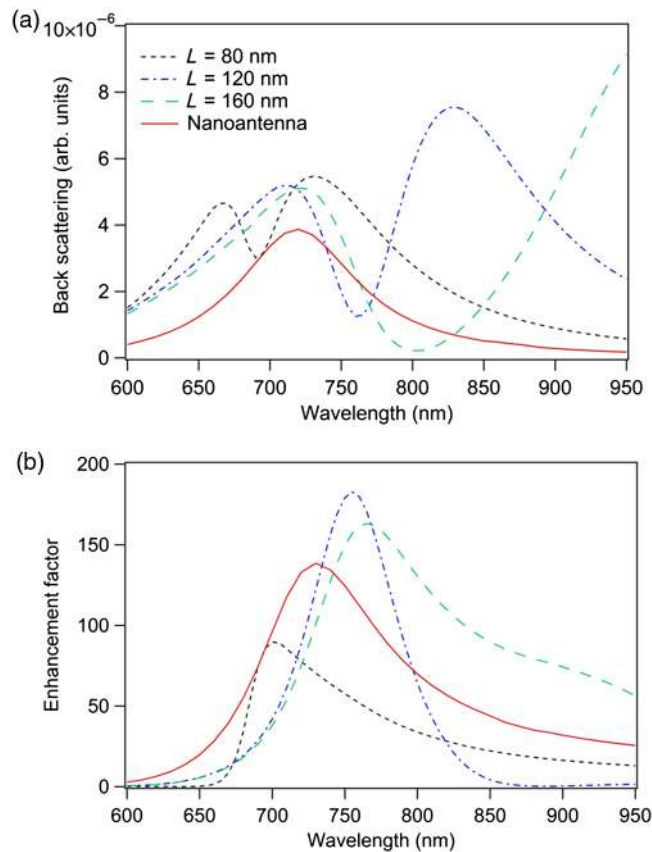 (a)
10×10⁻⁶
8
6
4
2
0
Back scattering (arb. units)
L = 80 nm
L = 120 nm
L = 160 nm
Nanoantenna
600 650 700 750 800 850 900 950
Wavelength (nm)
(b)
200
150
100
50
0
Enhancement factor
600 650 700 750 800 850 900 950
Wavelength (nm)